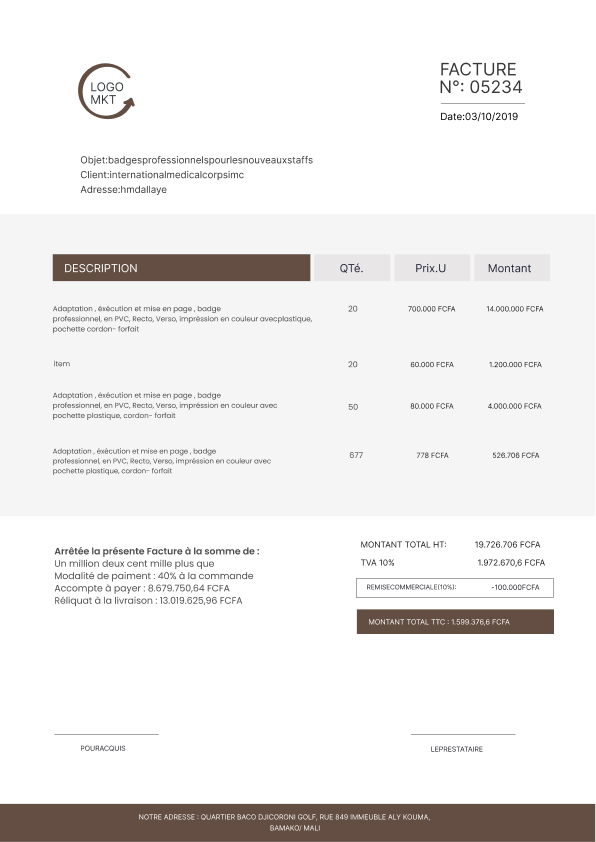 LOGO
MKT
FACTURE
N°: 05234
Date:03/10/2019
Objet:badgesprofessionnelspourlesnouveauxstaffs
Client:internationalmedicalcorpsimc
Adresse:hmdallaye
DESCRIPTION QTé. Prix.U Montant
Adaptation , éxécution et mise en page , badge
professionnel, en PVC, Recto, Verso, impréssion en couleur avecplastique,
pochette cordon- forfait
20 700.000 FCFA 14.000.000 FCFA
item 20 60.000 FCFA 1.200.000 FCFA
Adaptation , éxécution et mise en page , badge
professionnel, en PVC, Recto, Verso, impréssion en couleur avec
pochette plastique, cordon- forfait
50 80.000 FCFA 4.000.000 FCFA
Adaptation , éxécution et mise en page , badge
professionnel, en PVC, Recto, Verso, impréssion en couleur avec
pochette plastique, cordon- forfait
677 778 FCFA 526.706 FCFA
Arrêtée la présente Facture à la somme de :
Un million deux cent mille plus que
Modalité de paiment : 40% à la commande
Accompte à payer : 8.679.750,64 FCFA
Réliquat à la livraison : 13.019.625,96 FCFA
MONTANT TOTAL HT: 19.726.706 FCFA
TVA 10% 1.972.670,6 FCFA
REMISECOMMERCIALE(10%): -100.000FCFA
MONTANT TOTAL TTC : 1.599.376,6 FCFA
POURACQUIS
LEPRESTATAIRE
NOTRE ADRESSE : QUARTIER BACO DJICORONI GOLF, RUE 849 IMMEUBLE ALY KOUMA,
BAMAKO/ MALI